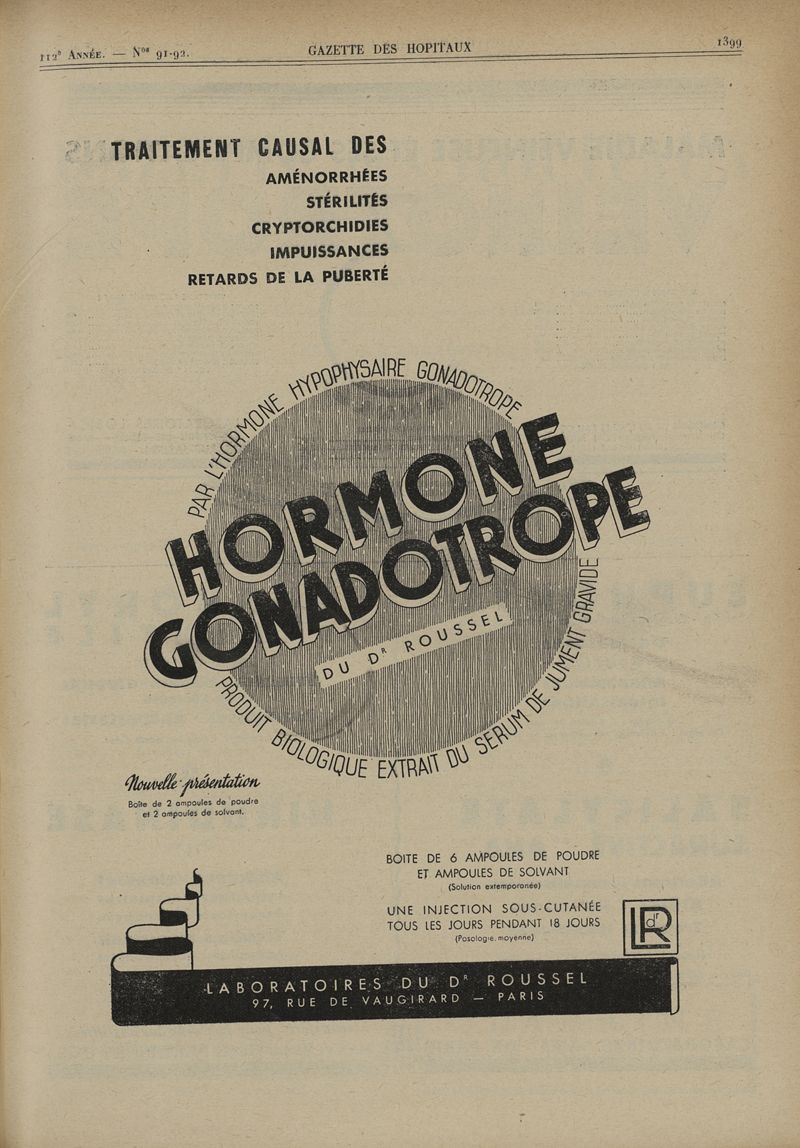 112e Année. — Nos 91-92.
GAZETTE DES HOPITAUX
1399
TRAITEMENT CAUSAL DES
AMÉNORRHÉES
STÉRILITÉS
CRYPTORCHIDIES
IMPUISSANCES
RETARDS DE LA PUBERTÉ
PAR L'HORMONE HYPOPHYSAIRE GONADOTROPE
HORMONE
GONADOTROPE
DU DR ROUSSEL
PRODUIT BIOLOGIQUE EXTRAIT DU SERUM DE JUMENT GRAVIDE
Nouvelle présentation
Boîte de 2 ampoules de poudre
et 2 ampoules de solvant.
BOITE DE 6 AMPOULES DE POUDRE
ET AMPOULES DE SOLVANT
(Solution extemporanée)
UNE INJECTION SOUS-CUTANÉE
TOUS LES JOURS PENDANT 18 JOURS
(Posologie moyenne)
LdrR
LABORATOIRES DU DR ROUSSEL
97, RUE DE VAUGIRARD — PARIS